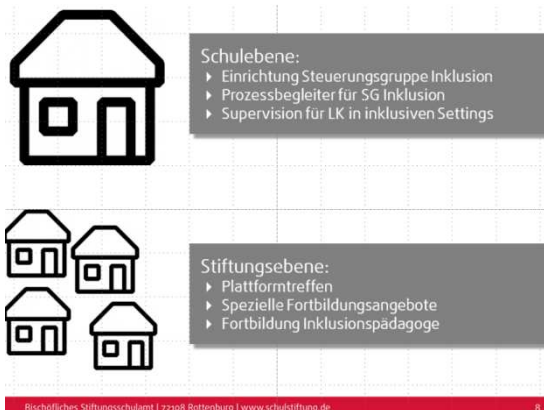 Schulebene:
Einrichtung Steuerungsgruppe Inklusion
Prozessbegleiter für SG Inklusion
Supervision für LK in inklusiven Settings
Stiftungsebene:
Plattformtreffen
Spezielle Fortbildungsangebote
Fortbildung Inklusionspädagoge
Bischöfliches Stiftungsschulamt | 72108 Rottenburg | www.schulstiftung.de 8